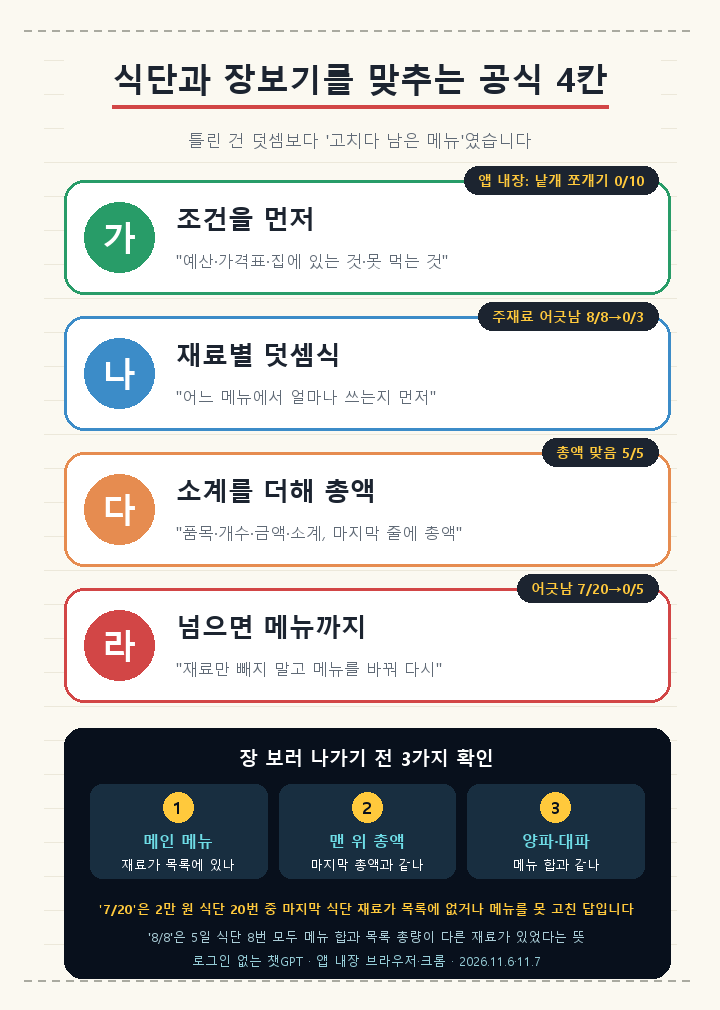 식단과 장보기를 맞추는 공식 4칸
틀린 건 덧셈보다 '고치다 남은 메뉴'였습니다
앱 내장: 낱개 쪼개기 0/10
가
조건을 먼저
"예산·가격표·집에 있는 것·못 먹는 것"
주재료 어긋남 8/8→0/3
나
재료별 덧셈식
"어느 메뉴에서 얼마나 쓰는지 먼저"
총액 맞음 5/5
다
소계를 더해 총액
"품목·개수·금액·소계, 마지막 줄에 총액"
어긋남 7/20→0/5
라
넘으면 메뉴까지
"재료만 빼지 말고 메뉴를 바꿔 다시"
장 보러 나가기 전 3가지 확인
1
메인 메뉴
재료가 목록에 있나
2
맨 위 총액
마지막 총액과 같나
3
양파·대파
메뉴 합과 같나
'7/20'은 2만 원 식단 20번 중 마지막 식단 재료가 목록에 없거나 메뉴를 못 고친 답입니다
'8/8'은 5일 식단 8번 모두 메뉴 합과 목록 총량이 다른 재료가 있었다는 뜻
로그인 없는 챗GPT · 앱 내장 브라우저·크롬 · 2026.11.6·11.7